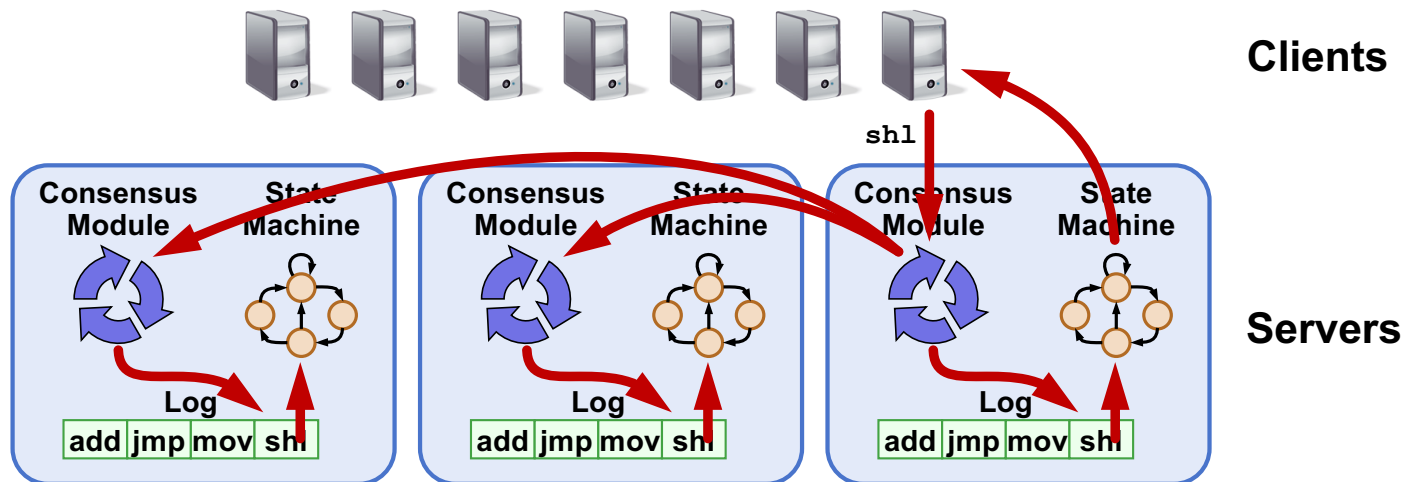 Clients
shl
Consensus Module
State Machine
Consensus Module
State Machine
Consensus Module
State Machine
Servers
Log
add jmp mov shl
Log
add jmp mov shl
Log
add jmp mov shl